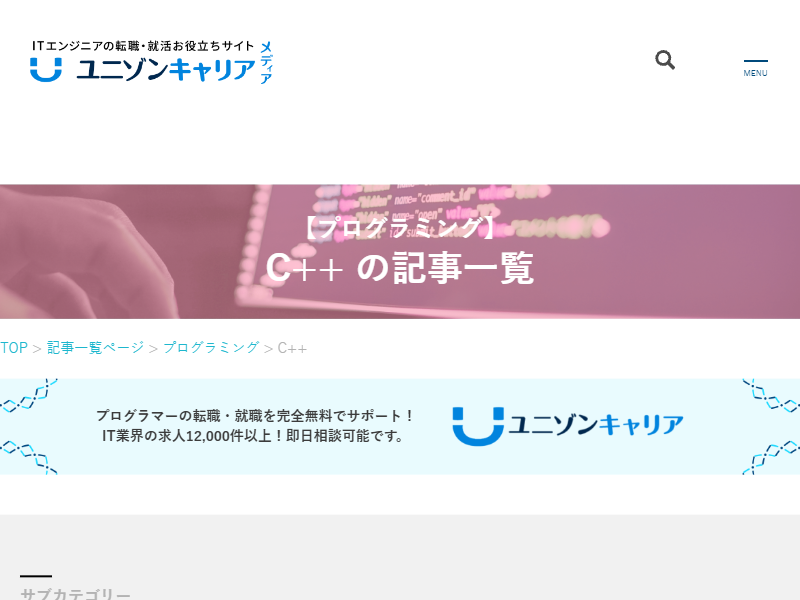 ITエンジニアの転職・就活お役立ちサイト
ユニゾンキャリア
メディア
MENU
【プログラミング】
C++ の記事一覧
TOP > 記事一覧ページ > プログラミング > C++
プログラマーの転職・就職を完全無料でサポート！
IT業界の求人12,000件以上！即日相談可能です。
ユニゾンキャリア
サブカテゴリー